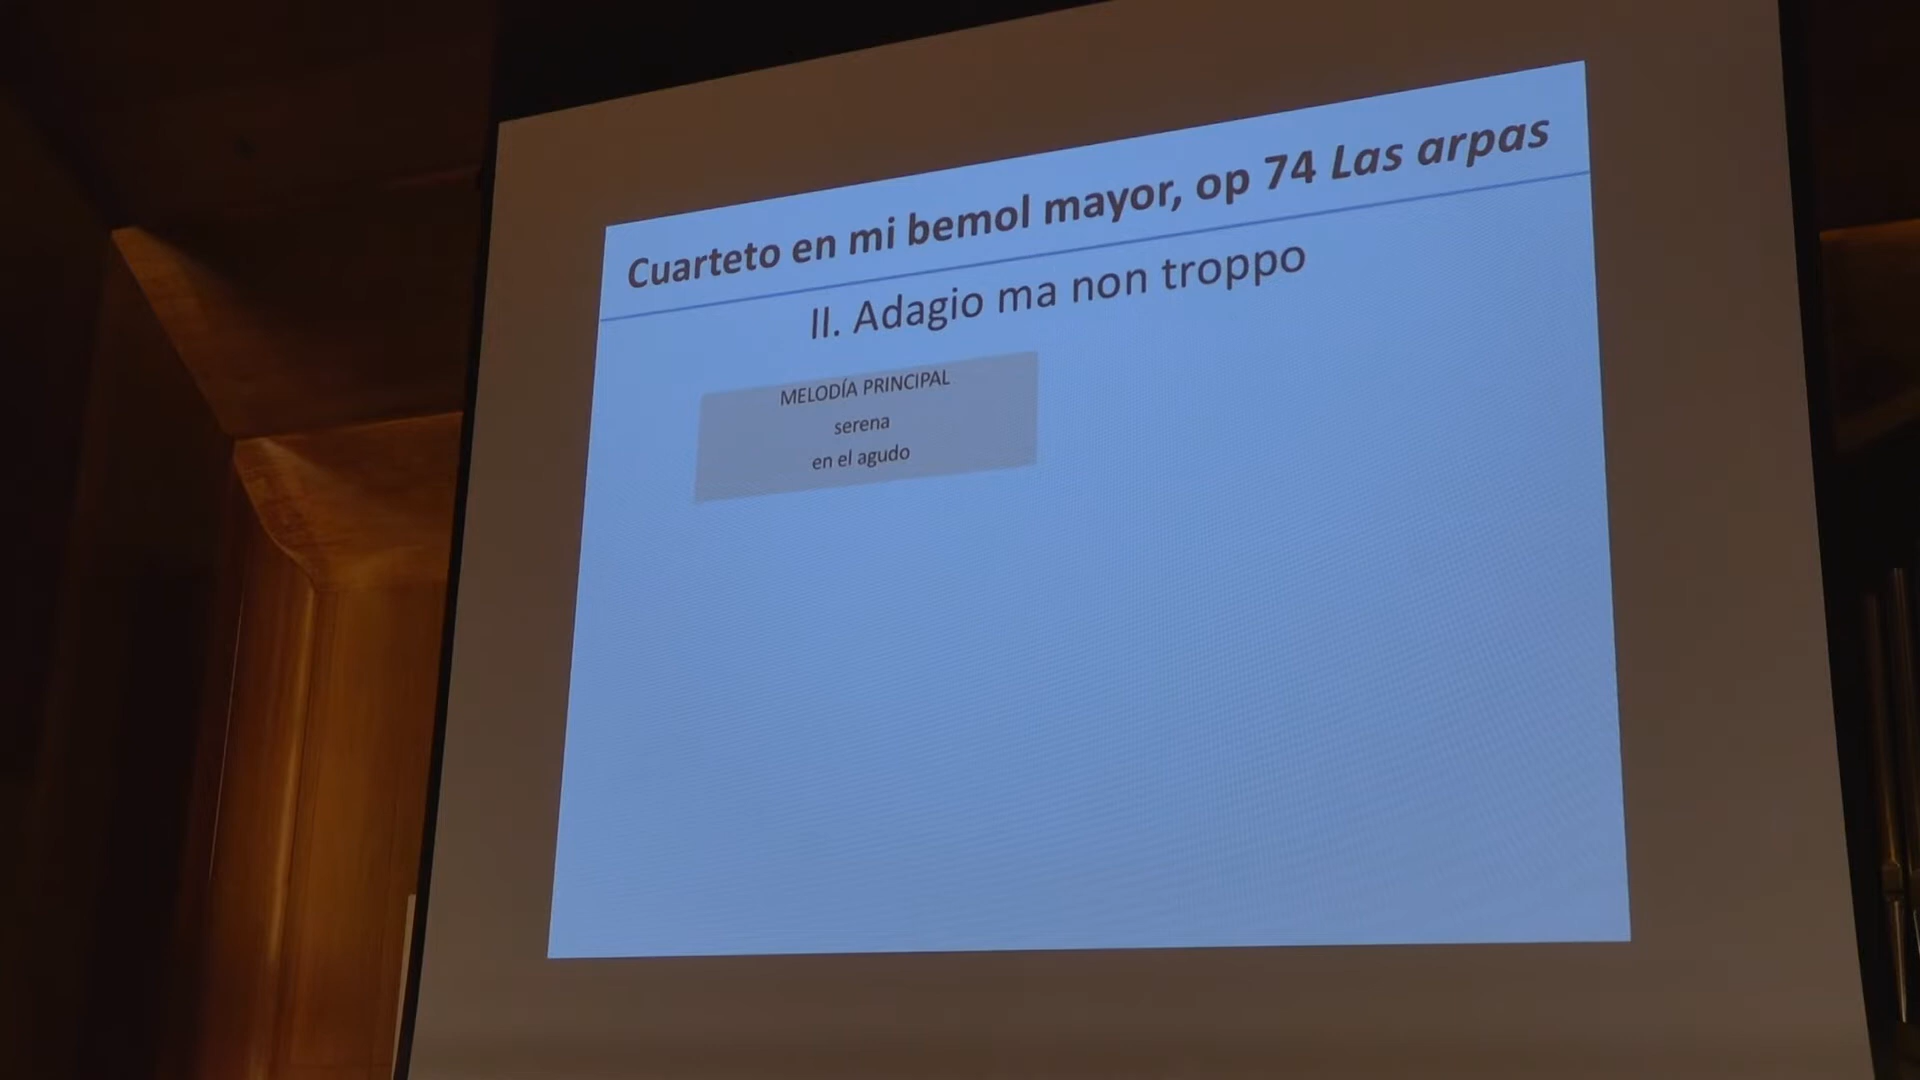 Cuarteto en mi bemol mayor, op 74 Las arpas
II. Adagio ma non troppo
MELODÍA PRINCIPAL
serena
en el agudo